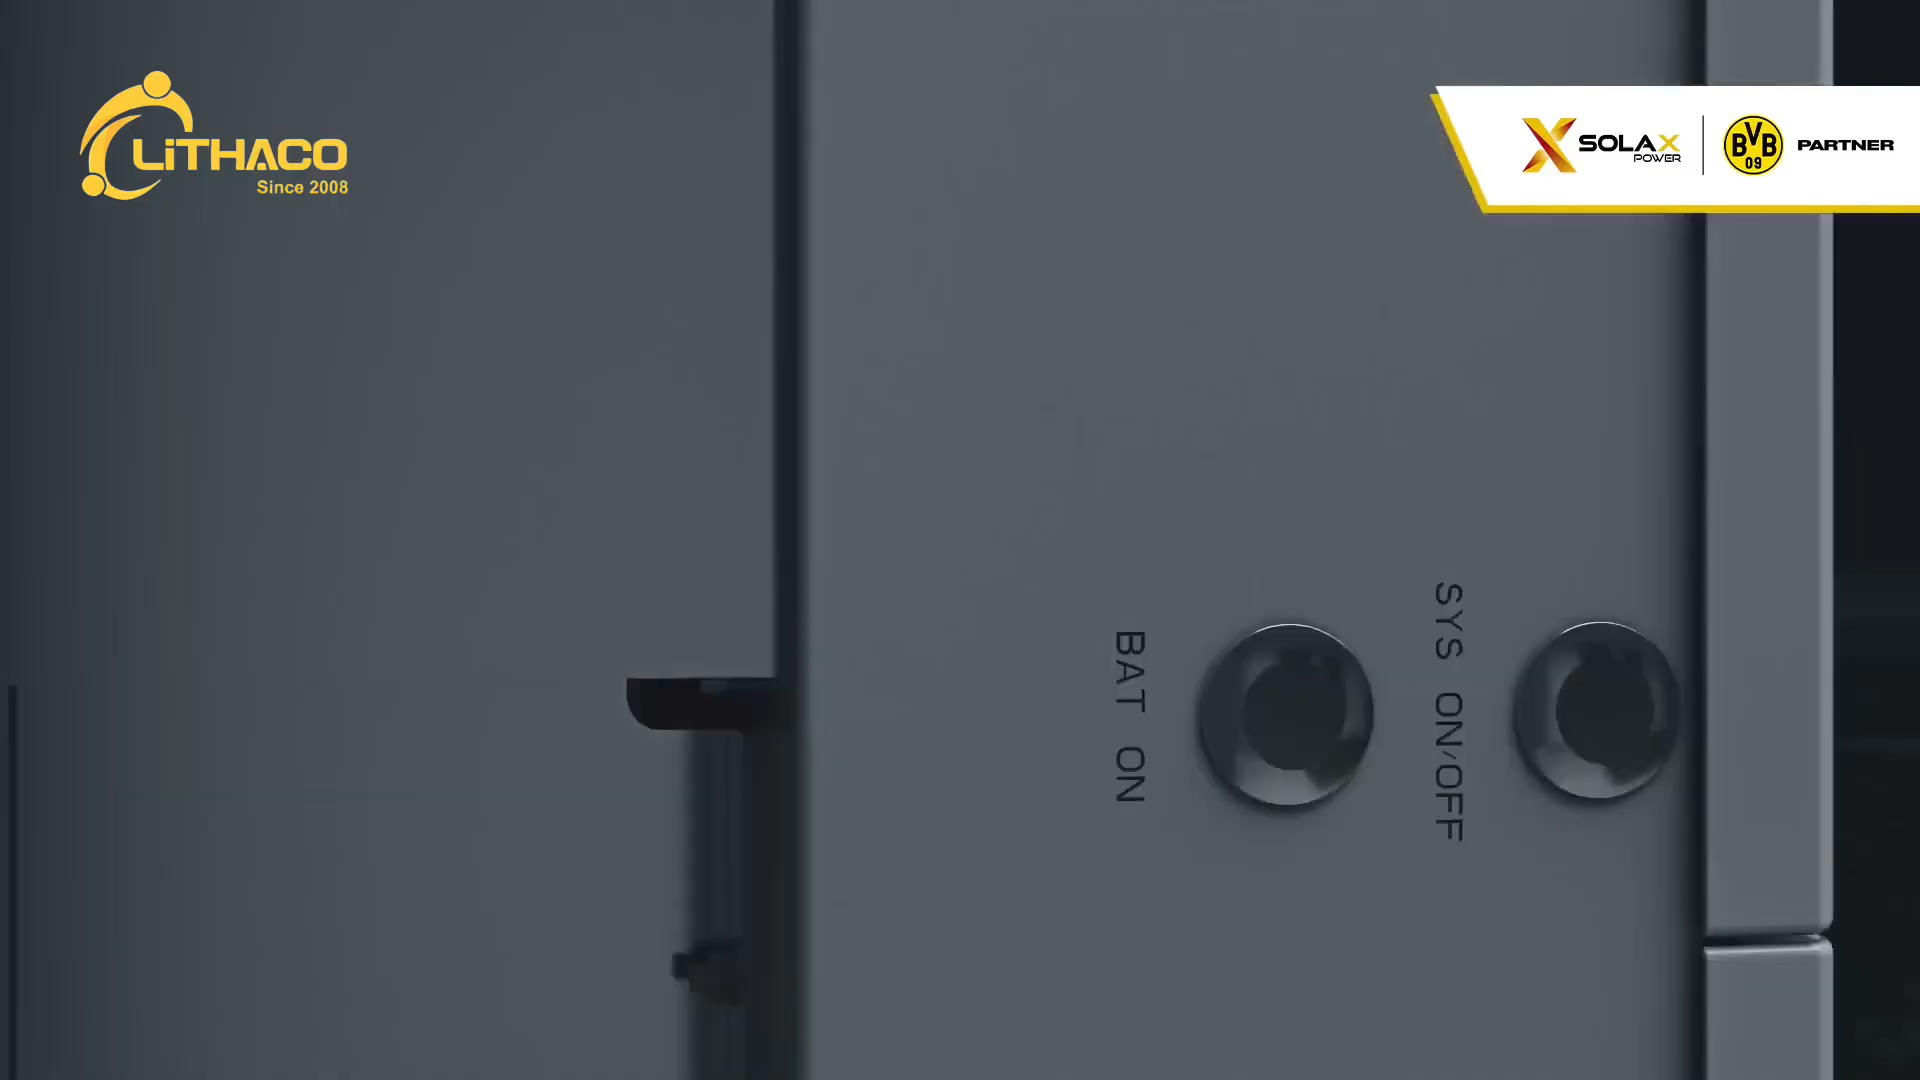 LiTHACO
Since 2008
SOLAX
POWER
BVB
09
PARTNER
BAT ON
SYS ON/OFF